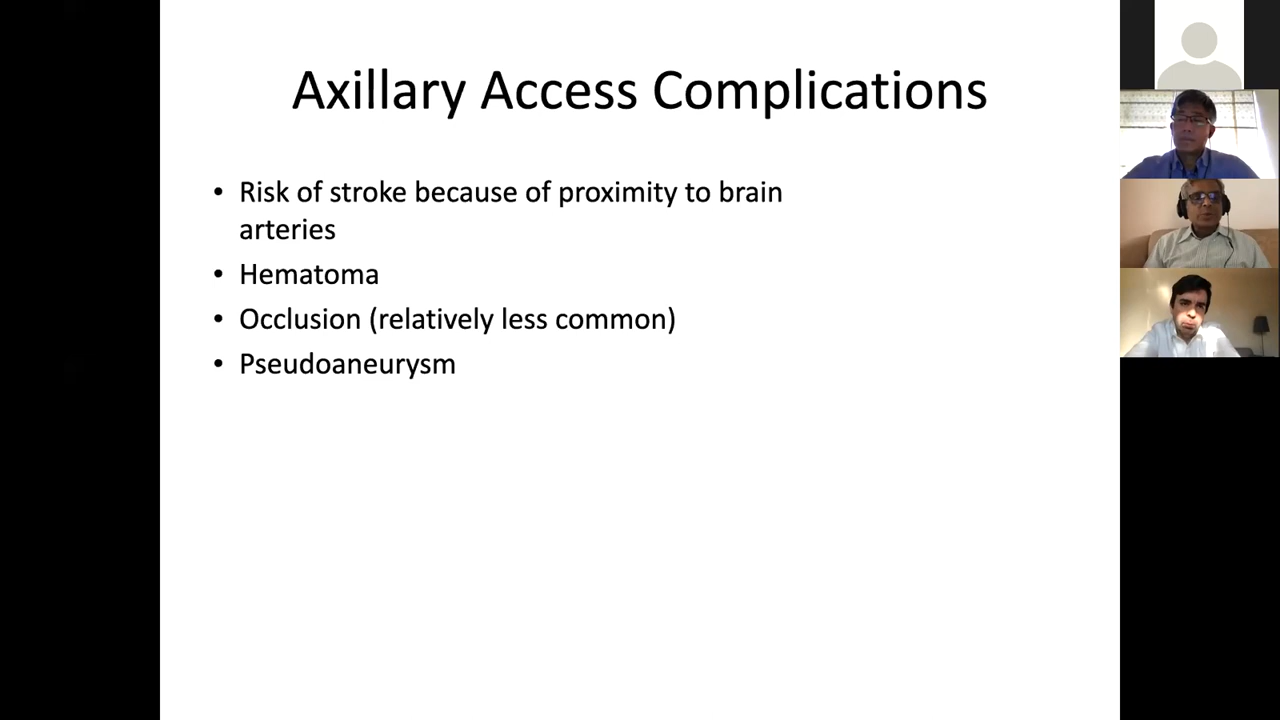 Axillary Access Complications
• Risk of stroke because of proximity to brain
arteries
• Hematoma
• Occlusion (relatively less common)
• Pseudoaneurysm